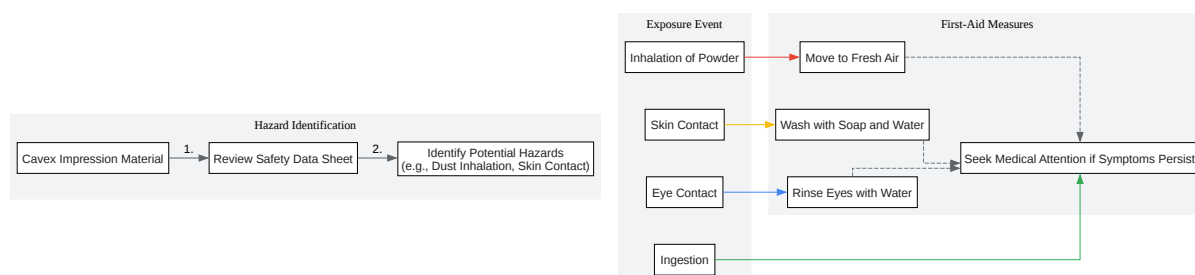 Hazard Identification
Cavex Impression Material
1.
Review Safety Data Sheet
2.
Identify Potential Hazards
(e.g., Dust Inhalation, Skin Contact)
Exposure Event
First-Aid Measures
Inhalation of Powder
Move to Fresh Air
Skin Contact
Wash with Soap and Water
Seek Medical Attention if Symptoms Persist
Eye Contact
Rinse Eyes with Water
Ingestion